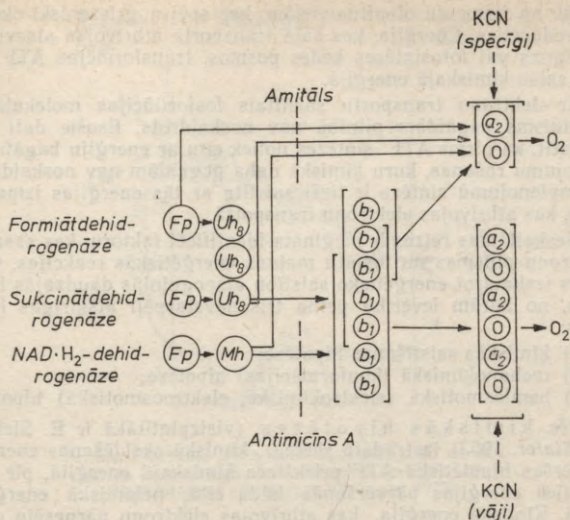 KCN
(spēcīgi)
Amitāls
a₂
O
O₂
Formiātdehid-
rogenāze
Fp
Uh₈
Uh₈
Sukcinātdehid-
rogenāze
Fp
Uh₈
NAD·H₂-dehid-
rogenāze
Fp
Mh
b₁
b₁
b₁
b₁
b₁
b₁
b₁
a₂
O
a₂
O
a₂
O
O₂
Antimicīns A
KCN
(vāji)